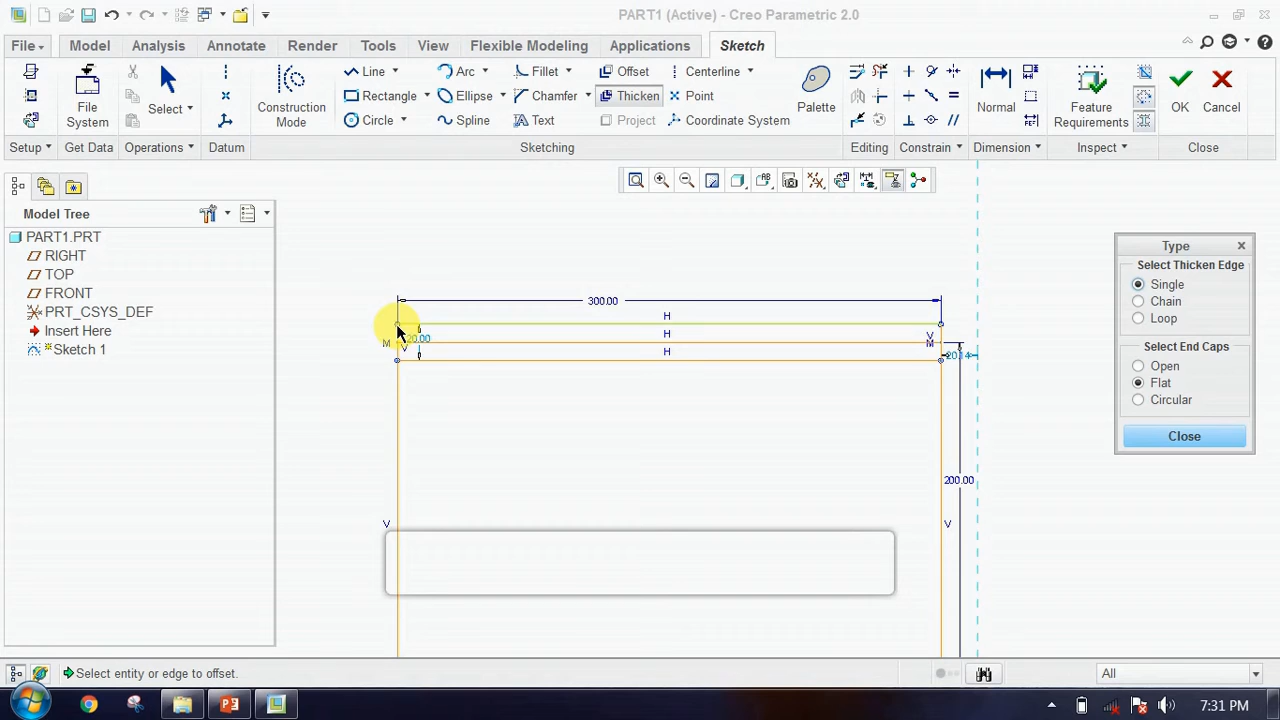 PART1 (Active) - Creo Parametric 2.0
File Model Analysis Annotate Render Tools View Flexible Modeling Applications Sketch
Line Arc Fillet Offset Centerline
Rectangle Ellipse Chamfer Thicken Point
Circle Spline Text Project Coordinate System
File System
Select
Construction Mode
Palette
Normal
Feature Requirements
OK Cancel
Setup Get Data Operations Datum Sketching Editing Constrain Dimension Inspect Close
Model Tree
PART1.PRT
RIGHT
TOP
FRONT
PRT_CSYS_DEF
Insert Here
Sketch 1
300.00
H
H
V
20.00
M
V
M
H
200.00
V
V
Type
Select Thicken Edge
Single
Chain
Loop
Select End Caps
Open
Flat
Circular
Close
Select entity or edge to offset.
All
7:31 PM